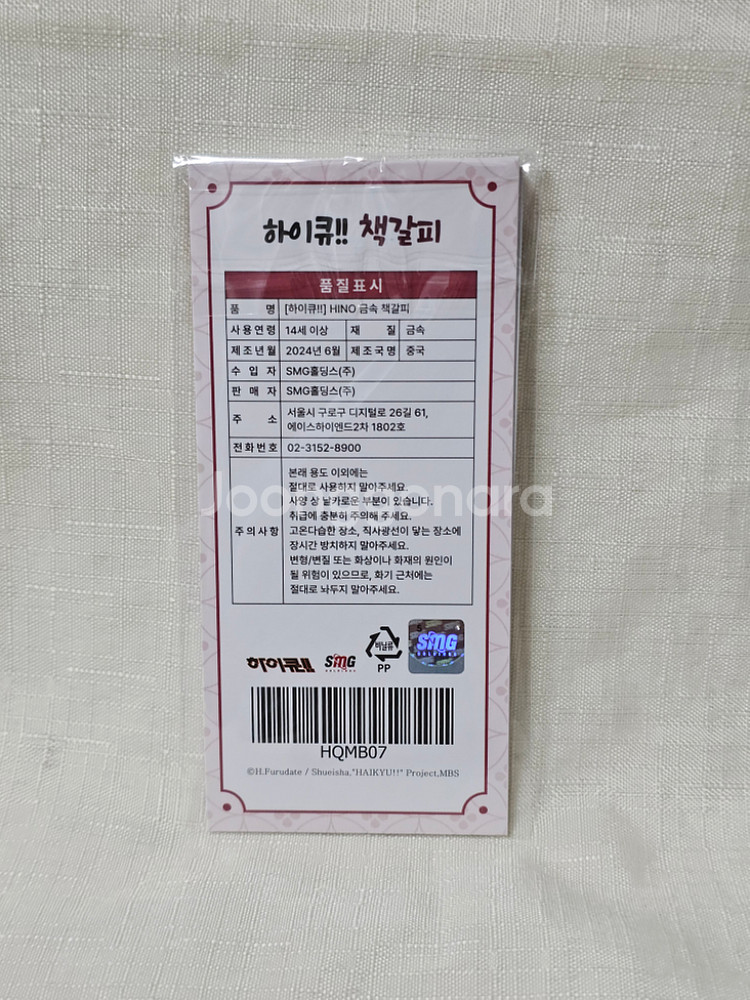 하이큐!! 책갈피
품질표시
품 명 [하이큐!!] HINO 금속 책갈피
사용연령 14세 이상 재 질 금속
제조년월 2024년 6월 제조국명 중국
수 입 자 SMG홀딩스(주)
판 매 자 SMG홀딩스(주)
주 소 서울시 구로구 디지털로 26길 61,
에이스하이엔드2차 1802호
전화번호 02-3152-8900
주의사항
본래 용도 이외에는
절대로 사용하지 말아주세요.
사양 상 날카로운 부분이 있습니다.
취급에 충분히 주의해 주세요.
고온다습한 장소, 직사광선이 닿는 장소에
장시간 방치하지 말아주세요.
변형/변질 또는 화상이나 화재의 원인이
될 위험이 있으므로, 화기 근처에는
절대로 놔두지 말아주세요.
Joongonara
하이큐!!
SMG
HOLDINGS
비닐류
PP
SMG
HOLDINGS
HQMB07
©H.Furudate / Shueisha,"HAIKYU!!" Project,MBS